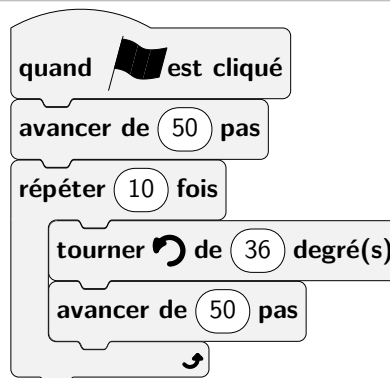 quand est cliqué
avancer de 50 pas
répéter 10 fois
tourner de 36 degré(s)
avancer de 50 pas